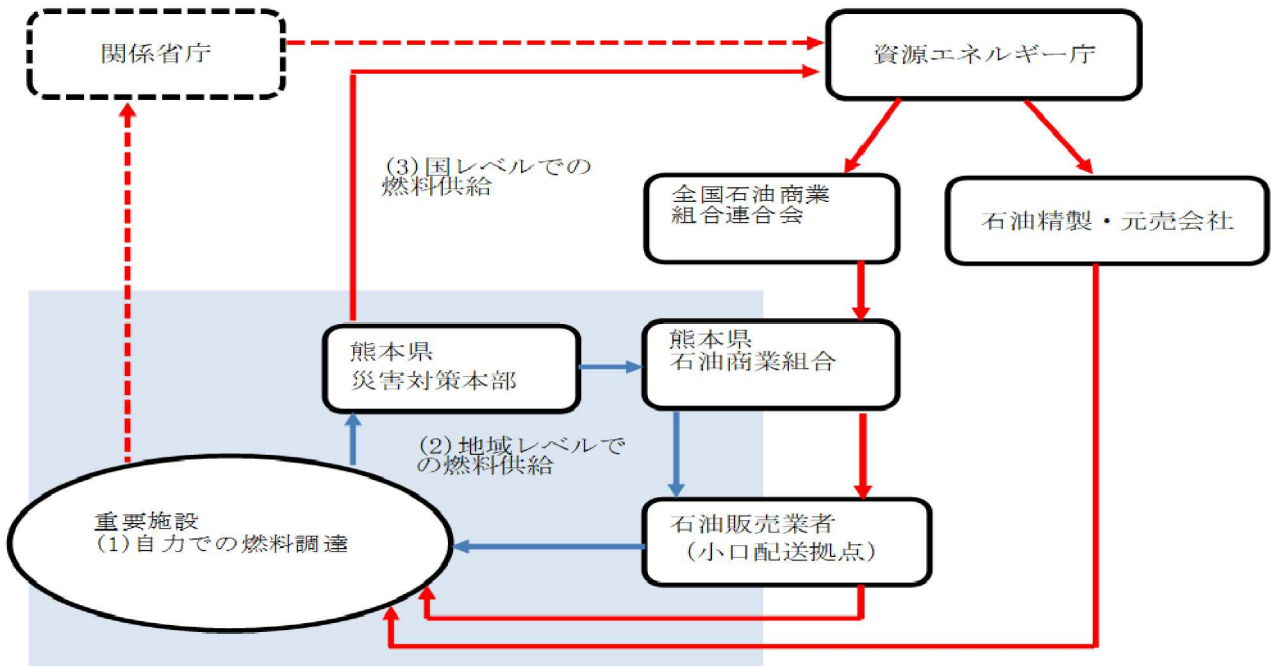 関係省庁
資源エネルギー庁
(3)国レベルでの
燃料供給
全国石油商業
組合連合会
石油精製・元売会社
熊本県
災害対策本部
熊本県
石油商業組合
(2)地域レベルで
の燃料供給
重要施設
(1)自力での燃料調達
石油販売業者
（小口配送拠点）